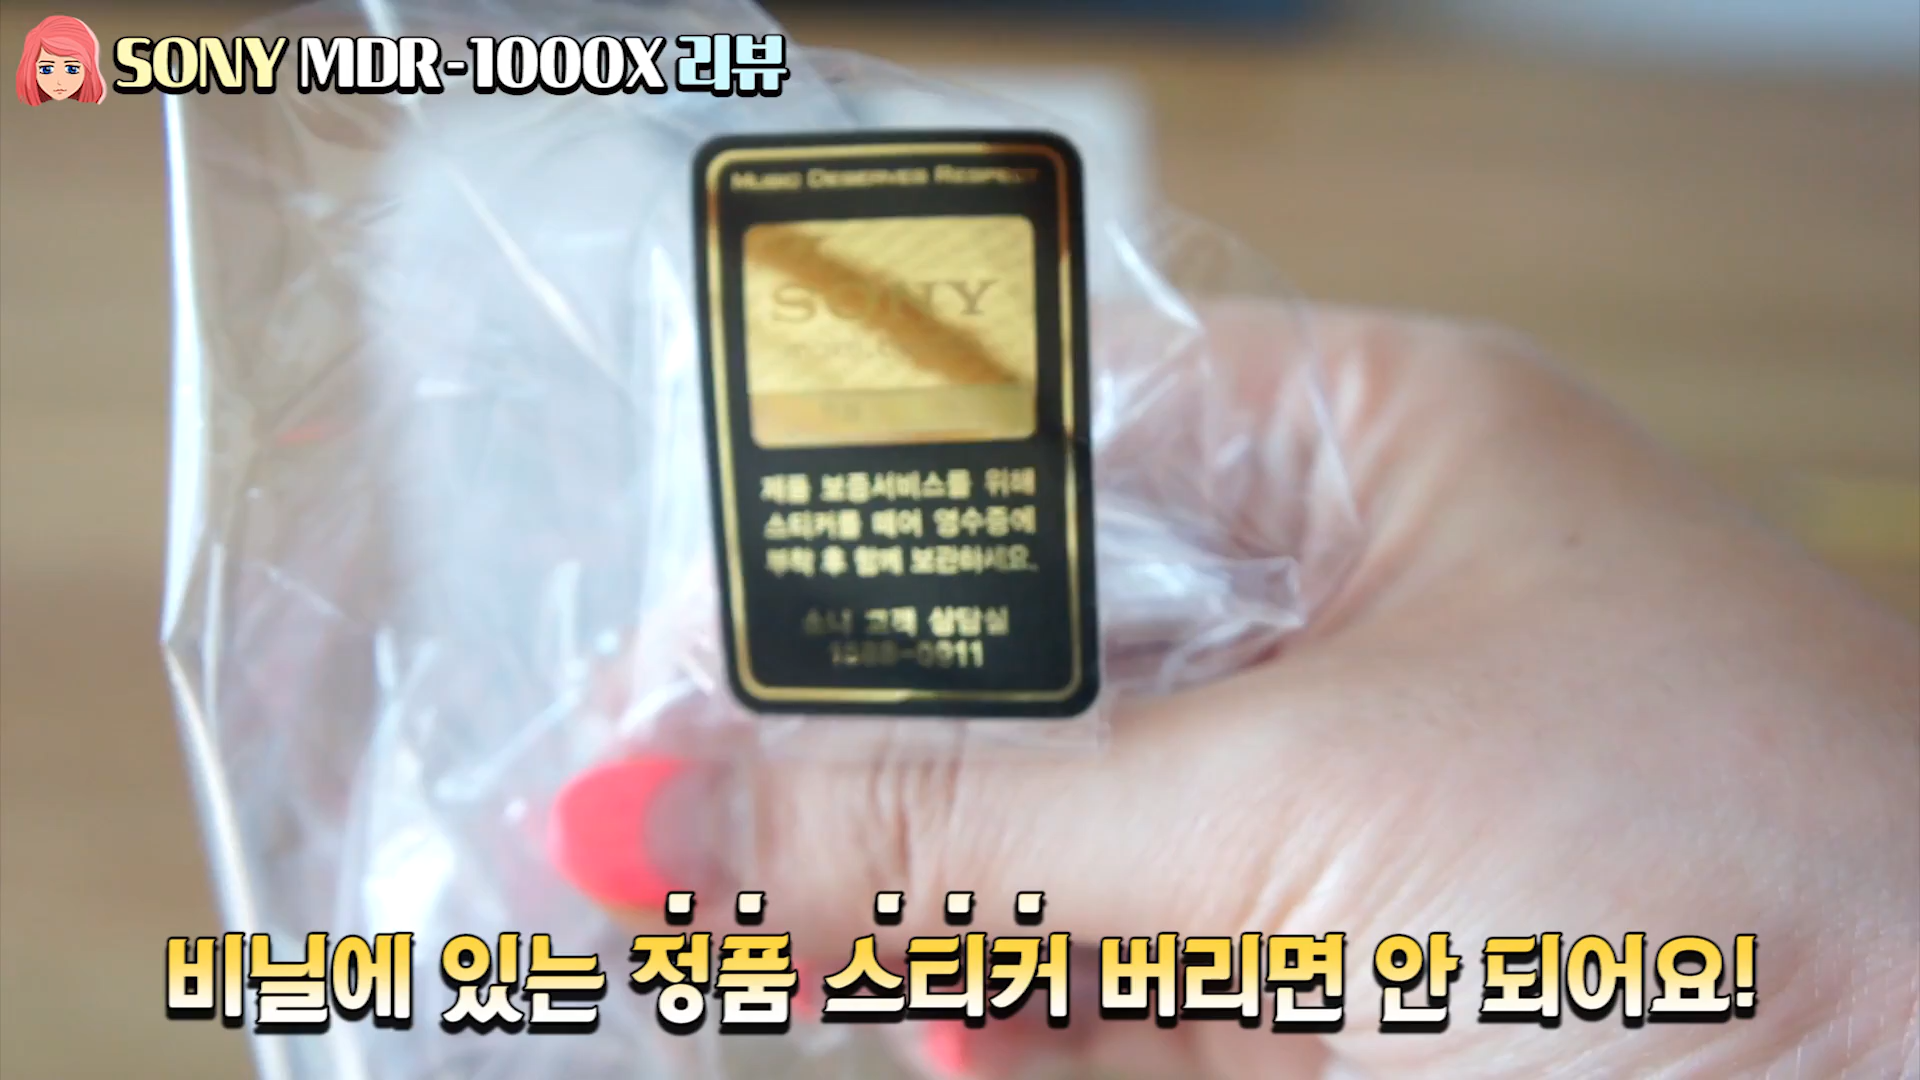 SONY MDR-1000X 리뷰
MUSIC DESERVES RESPECT
SONY
제품 보증서비스를 위해
스티커를 떼어 영수증에
부착 후 함께 보관하세요.
소니 고객 상담실
비닐에 있는 정품 스티커 버리면 안 되어요!